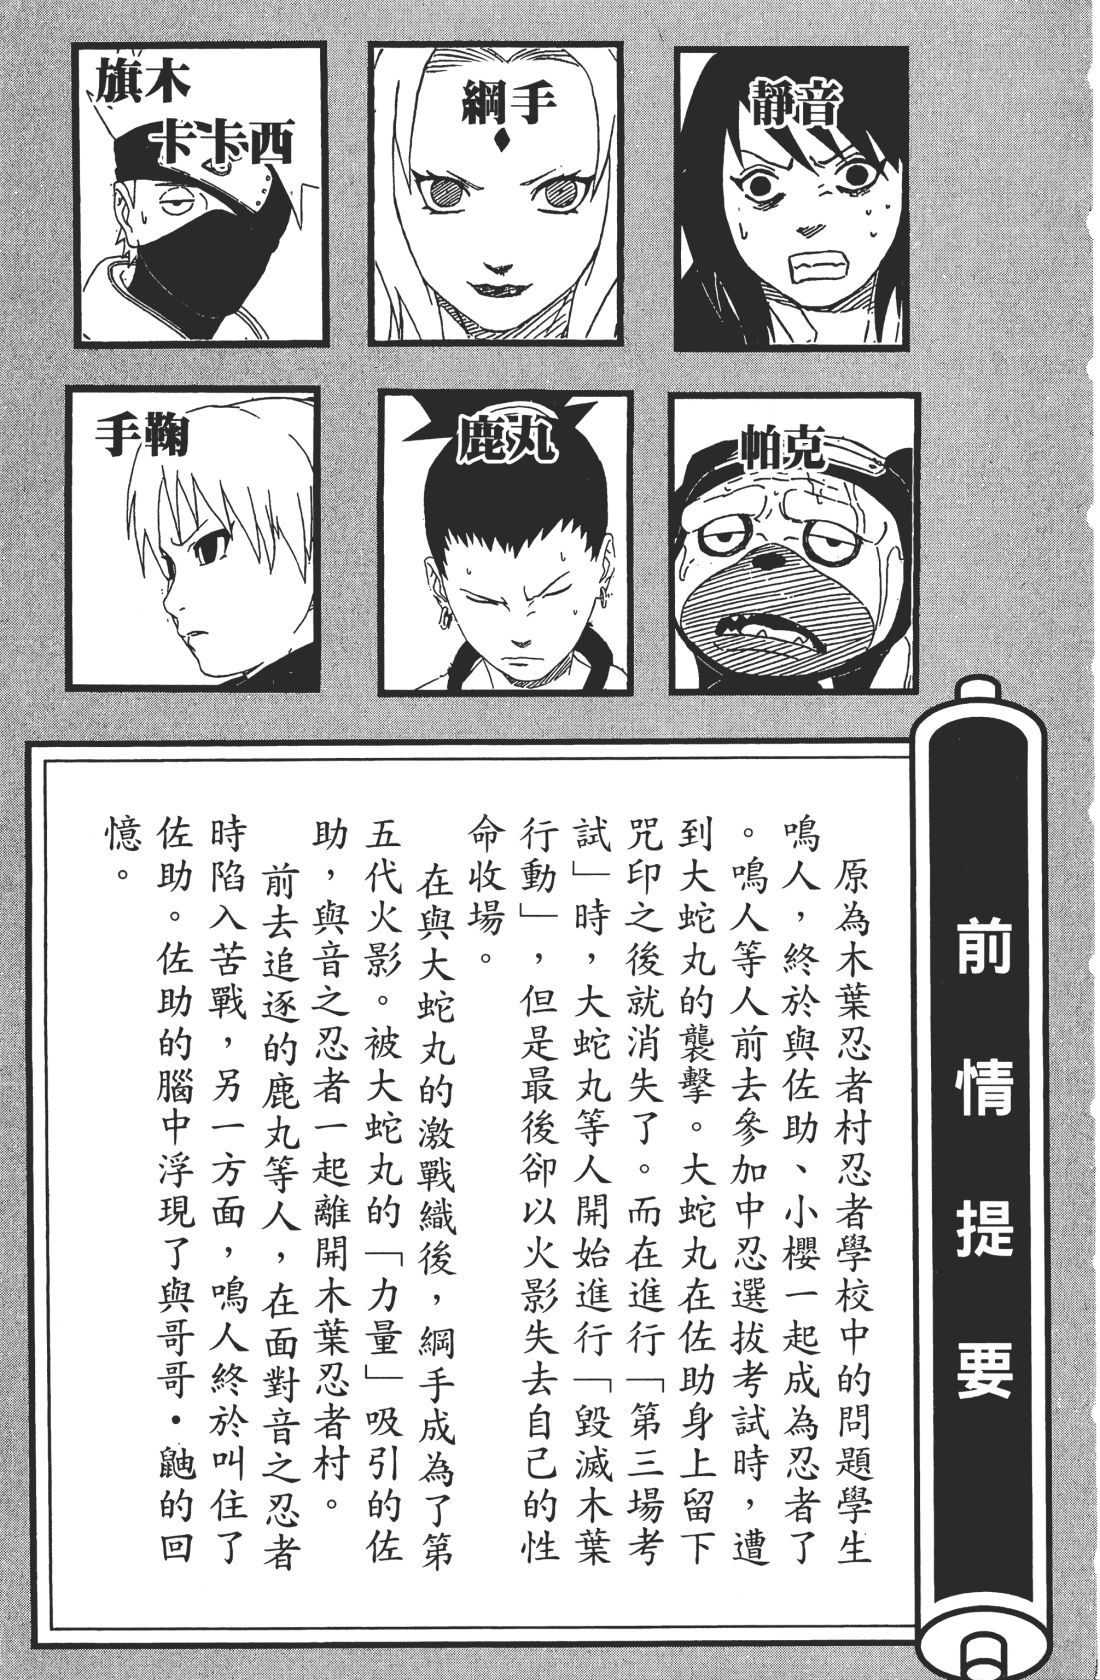 旗木
卡卡西
綱手
靜音
手鞠
鹿丸
帕克
前情提要
原為木葉忍者村忍者學校中的問題學生
鳴人，終於與佐助、小櫻一起成為忍者了
。鳴人等人前去參加中忍選拔考試時，遭
到大蛇丸的襲擊。大蛇丸在佐助身上留下
咒印之後就消失了。而在進行「第三場考
試」時，大蛇丸等人開始進行「毀滅木葉
行動」，但是最後卻以火影失去自己的性
命收場。
在與大蛇丸的激戰織後，綱手成為了第
五代火影。被大蛇丸的「力量」吸引的佐
助，與音之忍者一起離開木葉忍者村。
前去追逐的鹿丸等人，在面對音之忍者
時陷入苦戰，另一方面，鳴人終於叫住了
佐助。佐助的腦中浮現了與哥哥・鼬的回
憶。